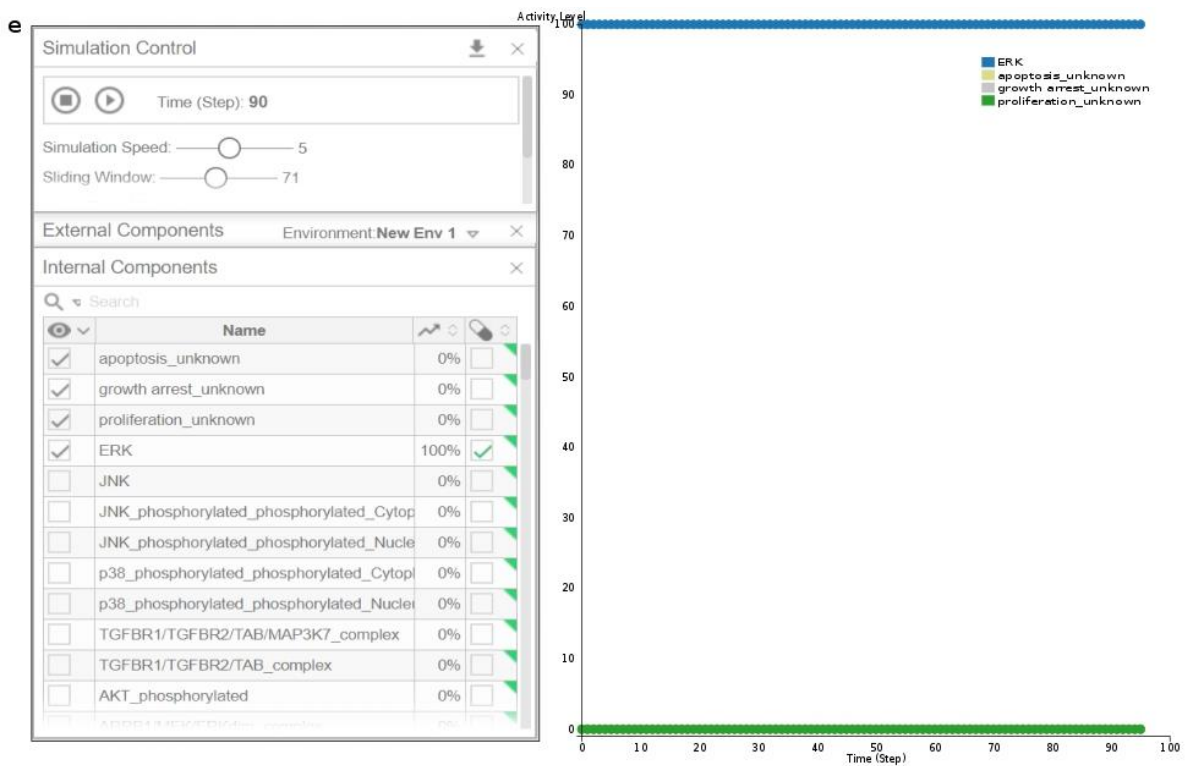 e
Simulation Control
Time (Step): 90
Simulation Speed: 5
Sliding Window: 71
External Components Environment:New Env 1
Internal Components
Search
Name
apoptosis_unknown 0%
growth arrest_unknown 0%
proliferation_unknown 0%
ERK 100%
JNK 0%
JNK_phosphorylated_phosphorylated_Cytop 0%
JNK_phosphorylated_phosphorylated_Nucle 0%
p38_phosphorylated_phosphorylated_Cytopl 0%
p38_phosphorylated_phosphorylated_Nuclei 0%
TGFBR1/TGFBR2/TAB/MAP3K7_complex 0%
TGFBR1/TGFBR2/TAB_complex 0%
AKT_phosphorylated 0%
Activity Level
100
90
80
70
60
50
40
30
20
10
0
ERK
apoptosis_unknown
growth arrest_unknown
proliferation_unknown
0 10 20 30 40 50 60 70 80 90 100
Time (Step)